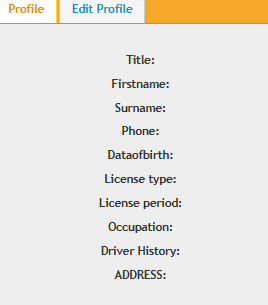 Profile Edit Profile
Title:
Firstname:
Surname:
Phone:
Dataofbirth:
License type:
License period:
Occupation:
Driver History:
ADDRESS: